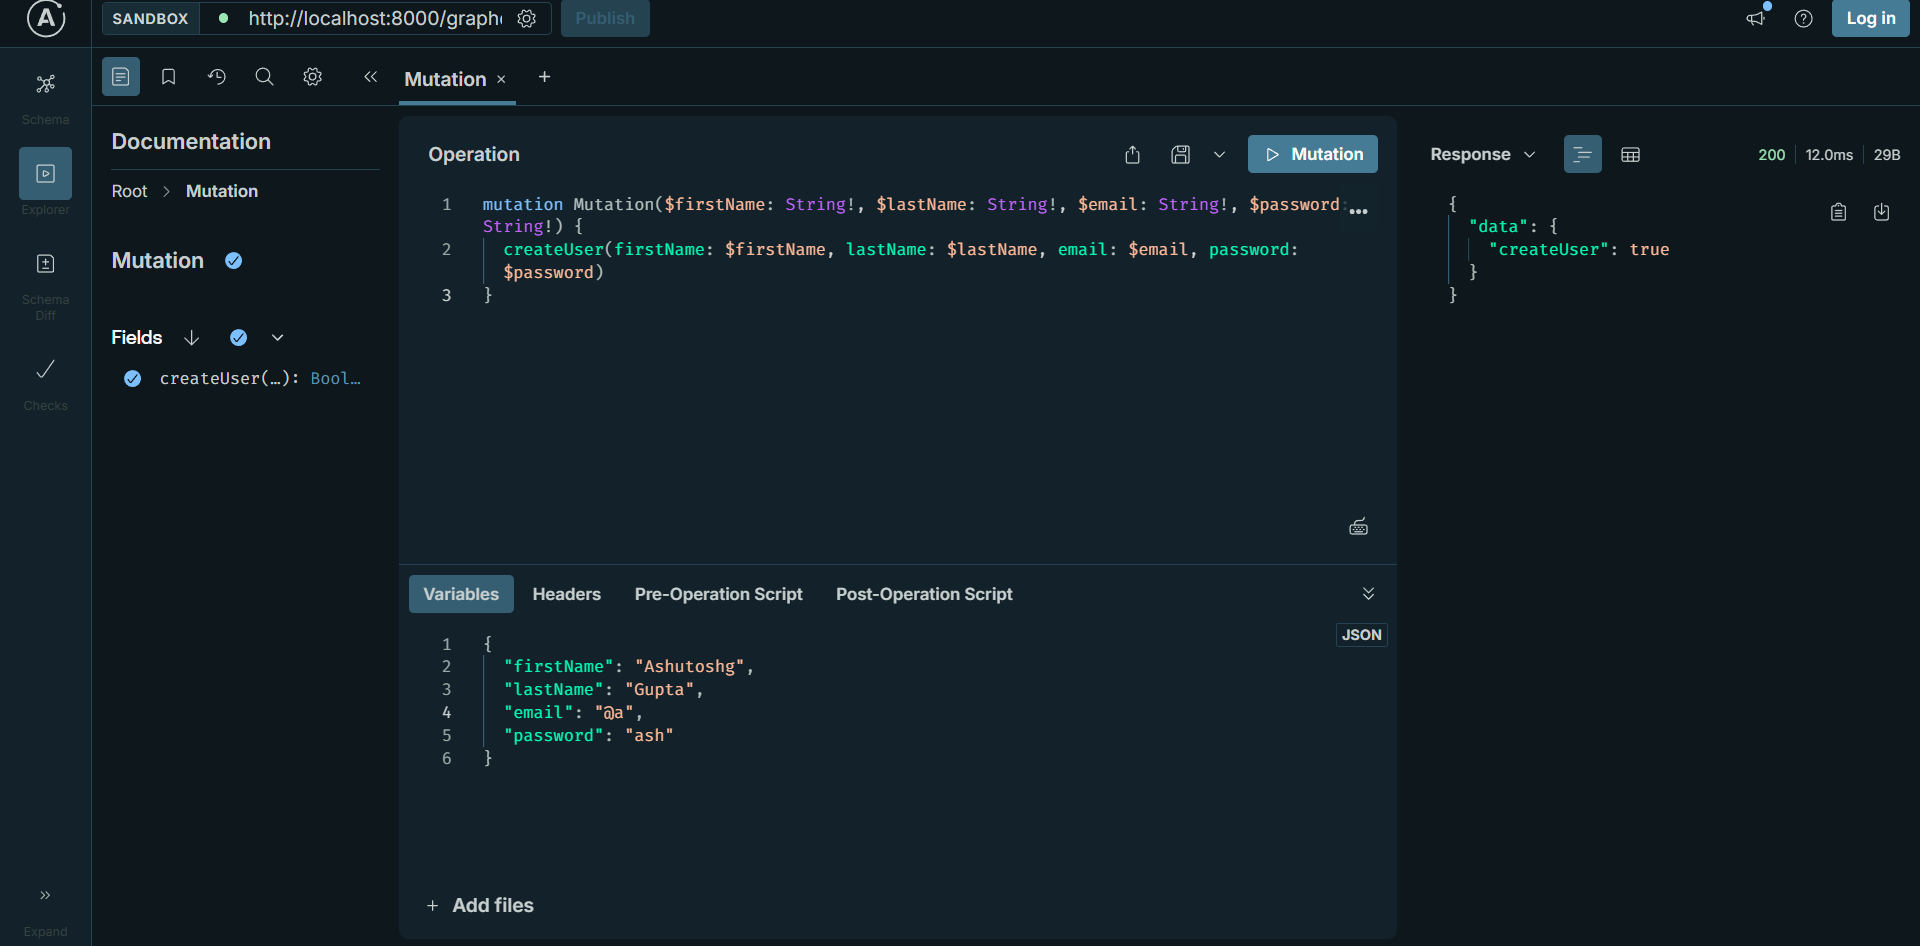 SANDBOX
http://localhost:8000/graph
Publish
Log in
Schema
Explorer
Schema
Diff
Checks
Expand
Mutation
Documentation
Root > Mutation
Mutation
Fields
createUser(…): Bool…
Operation
Mutation
1 mutation Mutation($firstName: String!, $lastName: String!, $email: String!, $password:
String!) {
2 createUser(firstName: $firstName, lastName: $lastName, email: $email, password:
$password)
3 }
Variables Headers Pre-Operation Script Post-Operation Script
JSON
1 {
2 "firstName": "Ashutoshg",
3 "lastName": "Gupta",
4 "email": "@a",
5 "password": "ash"
6 }
+ Add files
Response
200 12.0ms 29B
{
"data": {
"createUser": true
}
}